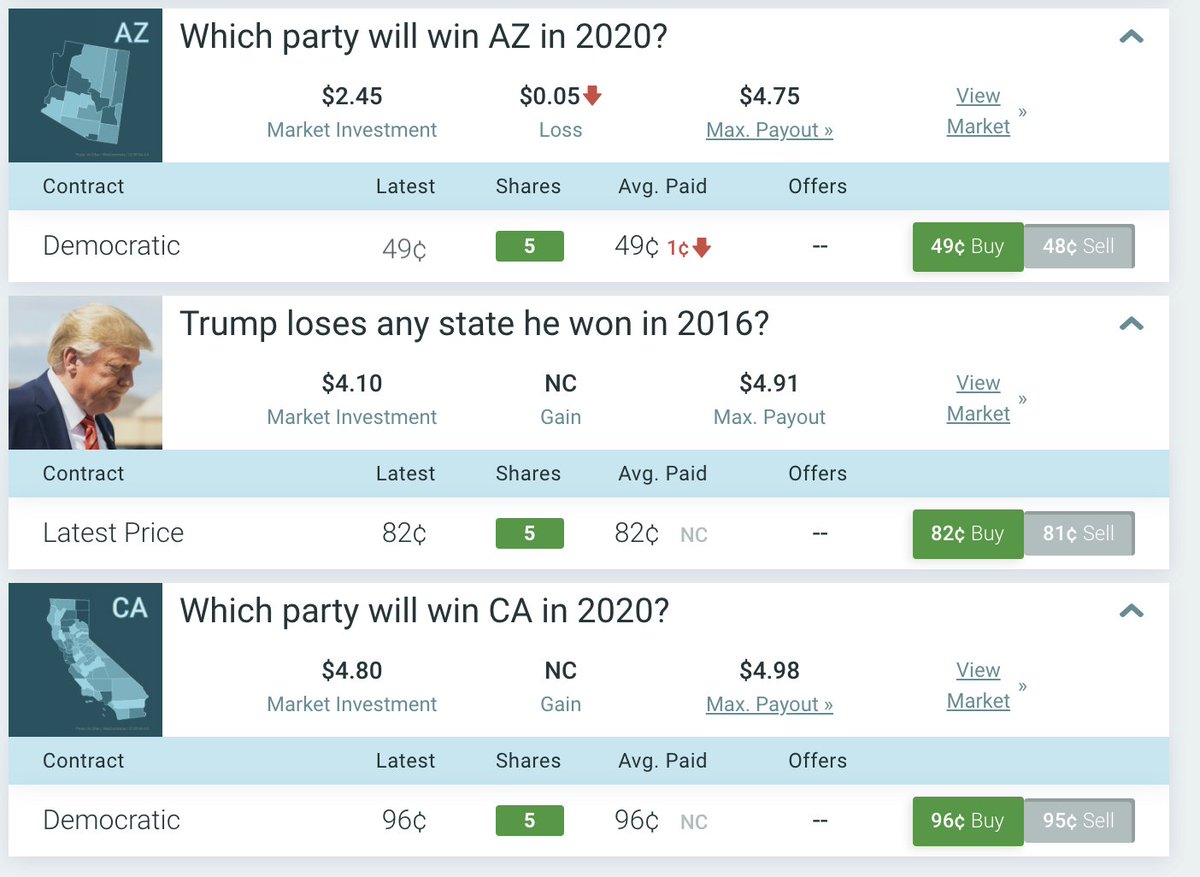 AZ
Which party will win AZ in 2020?
$2.45 $0.05 $4.75 View
Market Investment Loss Max. Payout » Market »
Contract Latest Shares Avg. Paid Offers
Democratic 49¢ 5 49¢ 1¢ -- 49¢ Buy 48¢ Sell
Trump loses any state he won in 2016?
$4.10 NC $4.91 View
Market Investment Gain Max. Payout Market »
Contract Latest Shares Avg. Paid Offers
Latest Price 82¢ 5 82¢ NC -- 82¢ Buy 81¢ Sell
CA
Which party will win CA in 2020?
$4.80 NC $4.98 View
Market Investment Gain Max. Payout » Market »
Contract Latest Shares Avg. Paid Offers
Democratic 96¢ 5 96¢ NC -- 96¢ Buy 95¢ Sell